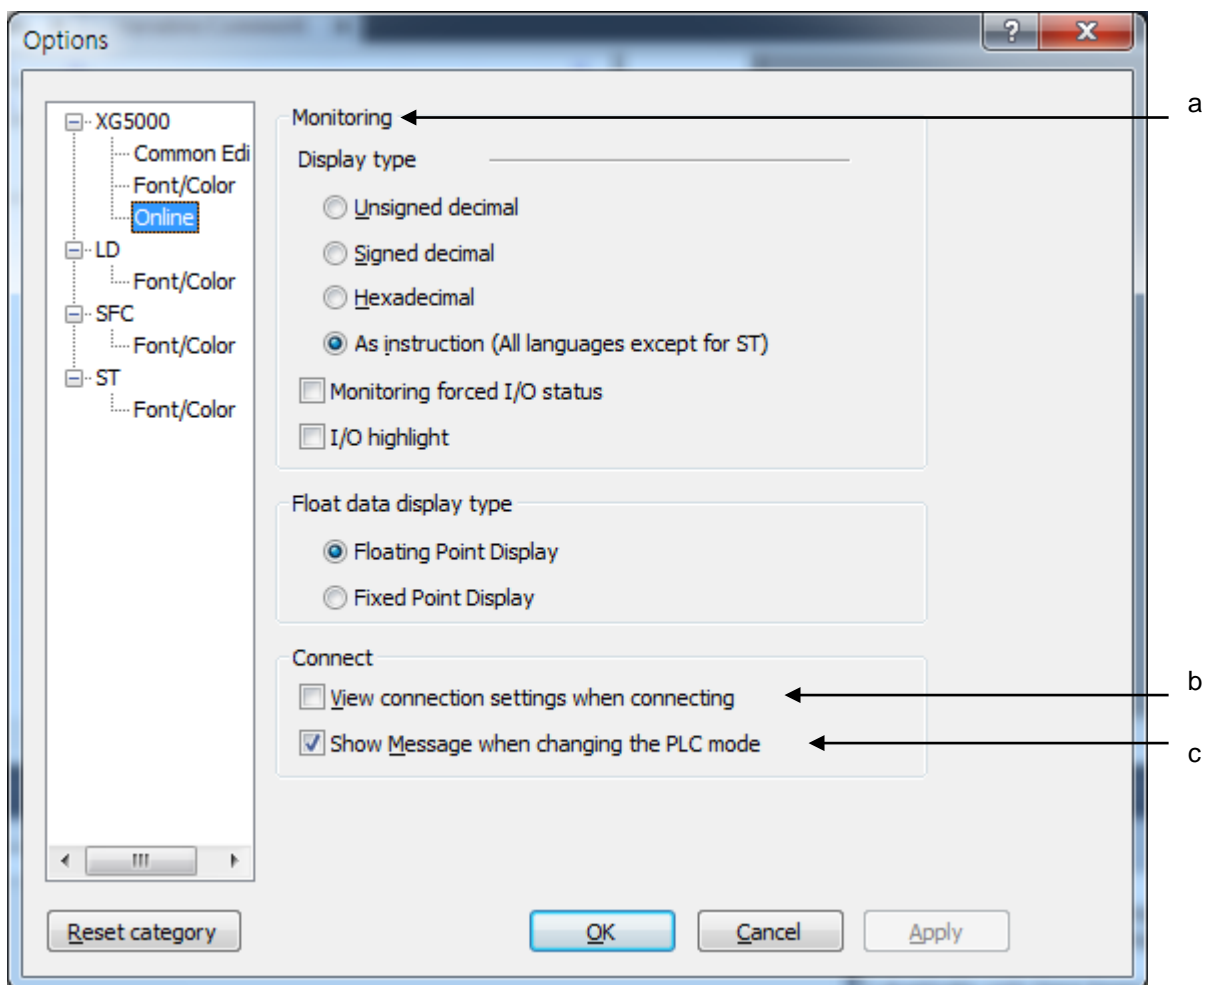 Options
?
X
a
XG5000
Common Edi
Font/Color
Online
LD
Font/Color
SFC
Font/Color
ST
Font/Color
Monitoring
Display type
Unsigned decimal
Signed decimal
Hexadecimal
As instruction (All languages except for ST)
Monitoring forced I/O status
I/O highlight
Float data display type
Floating Point Display
Fixed Point Display
Connect
View connection settings when connecting
b
Show Message when changing the PLC mode
c
Reset category
OK
Cancel
Apply